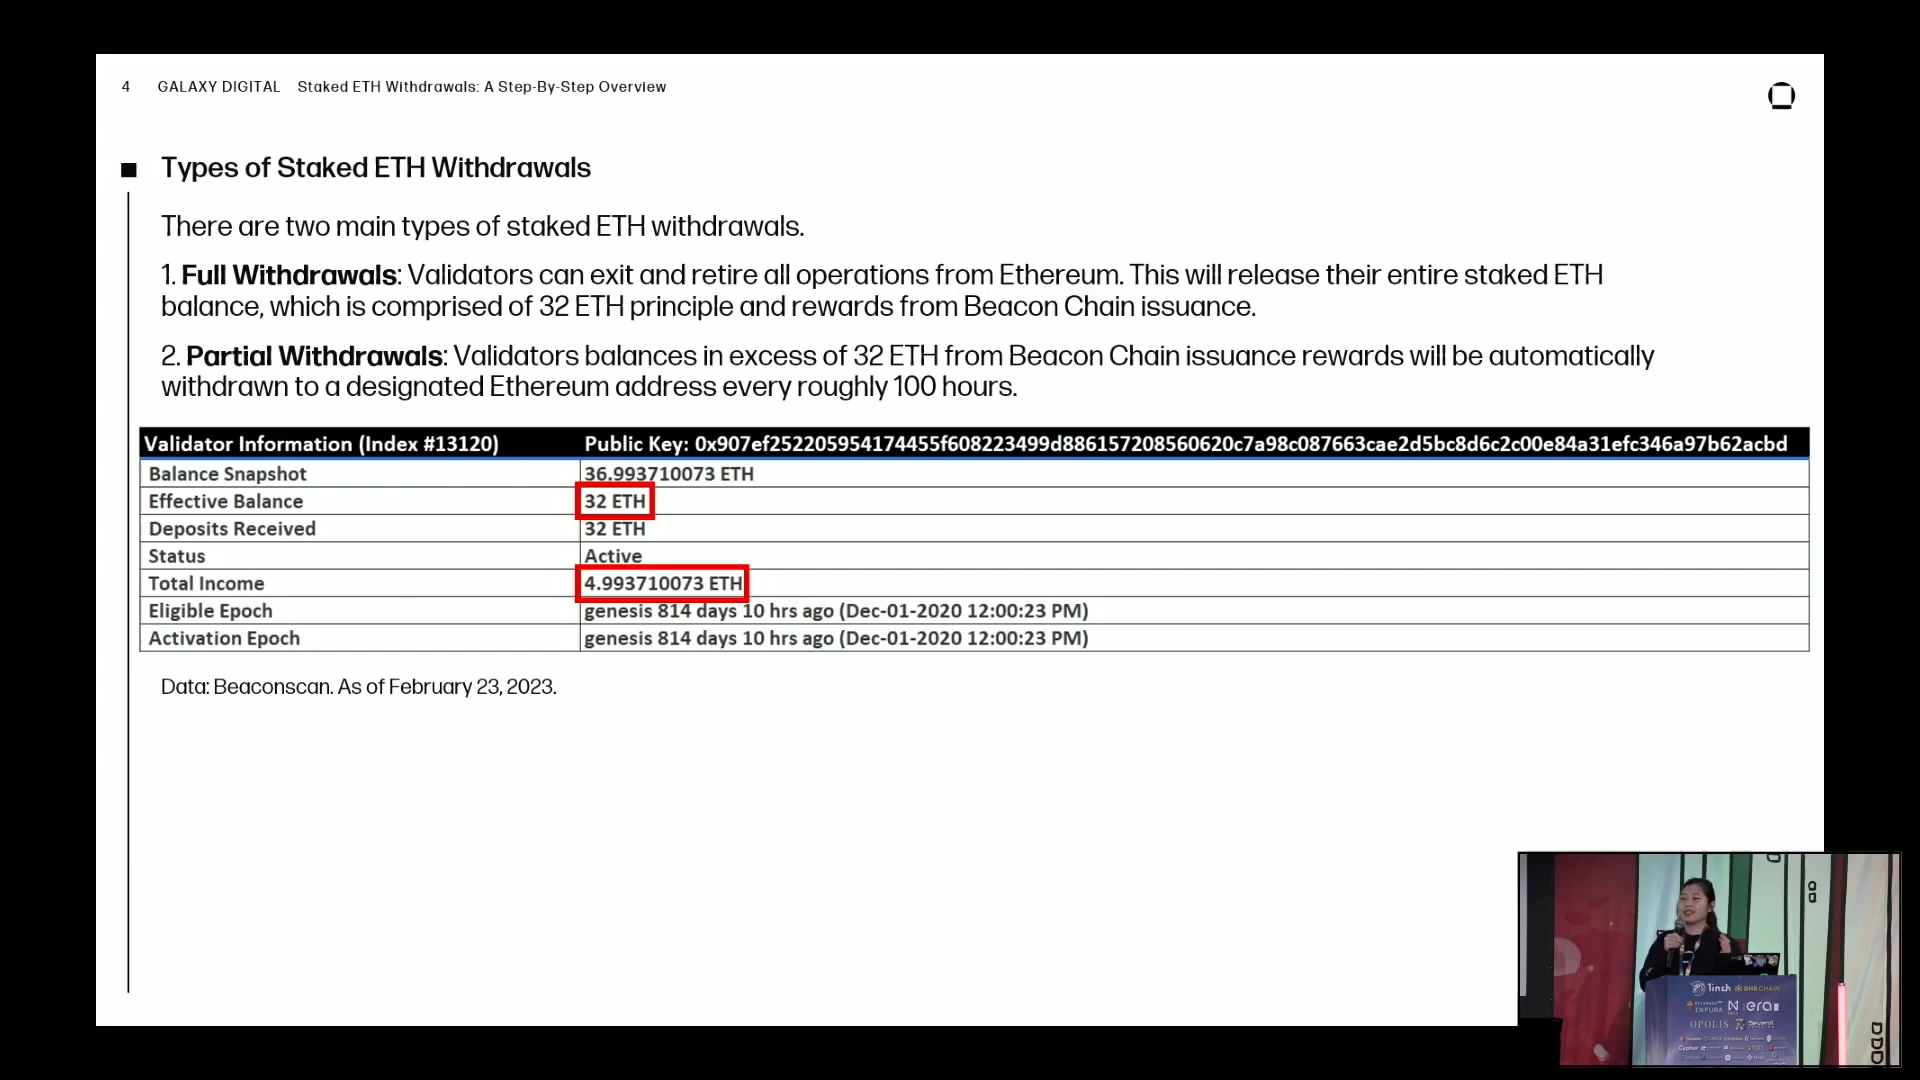 4 GALAXY DIGITAL Staked ETH Withdrawals: A Step-By-Step Overview
Types of Staked ETH Withdrawals
There are two main types of staked ETH withdrawals.
1. Full Withdrawals: Validators can exit and retire all operations from Ethereum. This will release their entire staked ETH
balance, which is comprised of 32 ETH principle and rewards from Beacon Chain issuance.
2. Partial Withdrawals: Validators balances in excess of 32 ETH from Beacon Chain issuance rewards will be automatically
withdrawn to a designated Ethereum address every roughly 100 hours.
Validator Information (Index #13120) Public Key: 0x907ef252205954174455f608223499d886157208560620c7a98c087663cae2d5bc8d6c2c00e84a31efc346a97b62acbd
Balance Snapshot 36.993710073 ETH
Effective Balance 32 ETH
Deposits Received 32 ETH
Status Active
Total Income 4.993710073 ETH
Eligible Epoch genesis 814 days 10 hrs ago (Dec-01-2020 12:00:23 PM)
Activation Epoch genesis 814 days 10 hrs ago (Dec-01-2020 12:00:23 PM)
Data: Beaconscan. As of February 23, 2023.
1inch BNB CHAIN
INFURA
OPOLIS